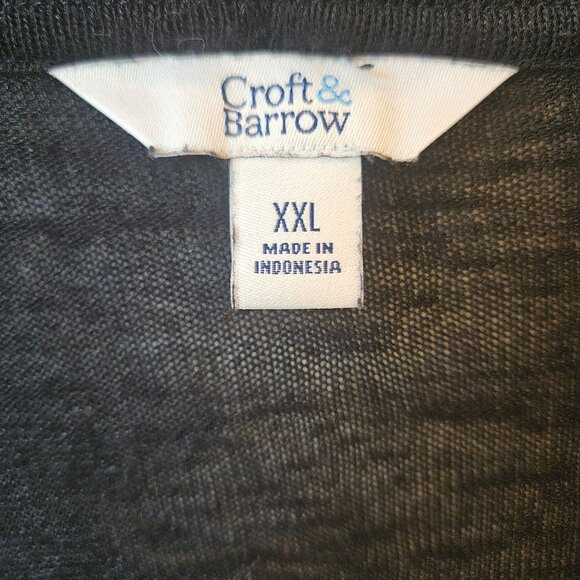 Croft &
Barrow
XXL
MADE IN
INDONESIA